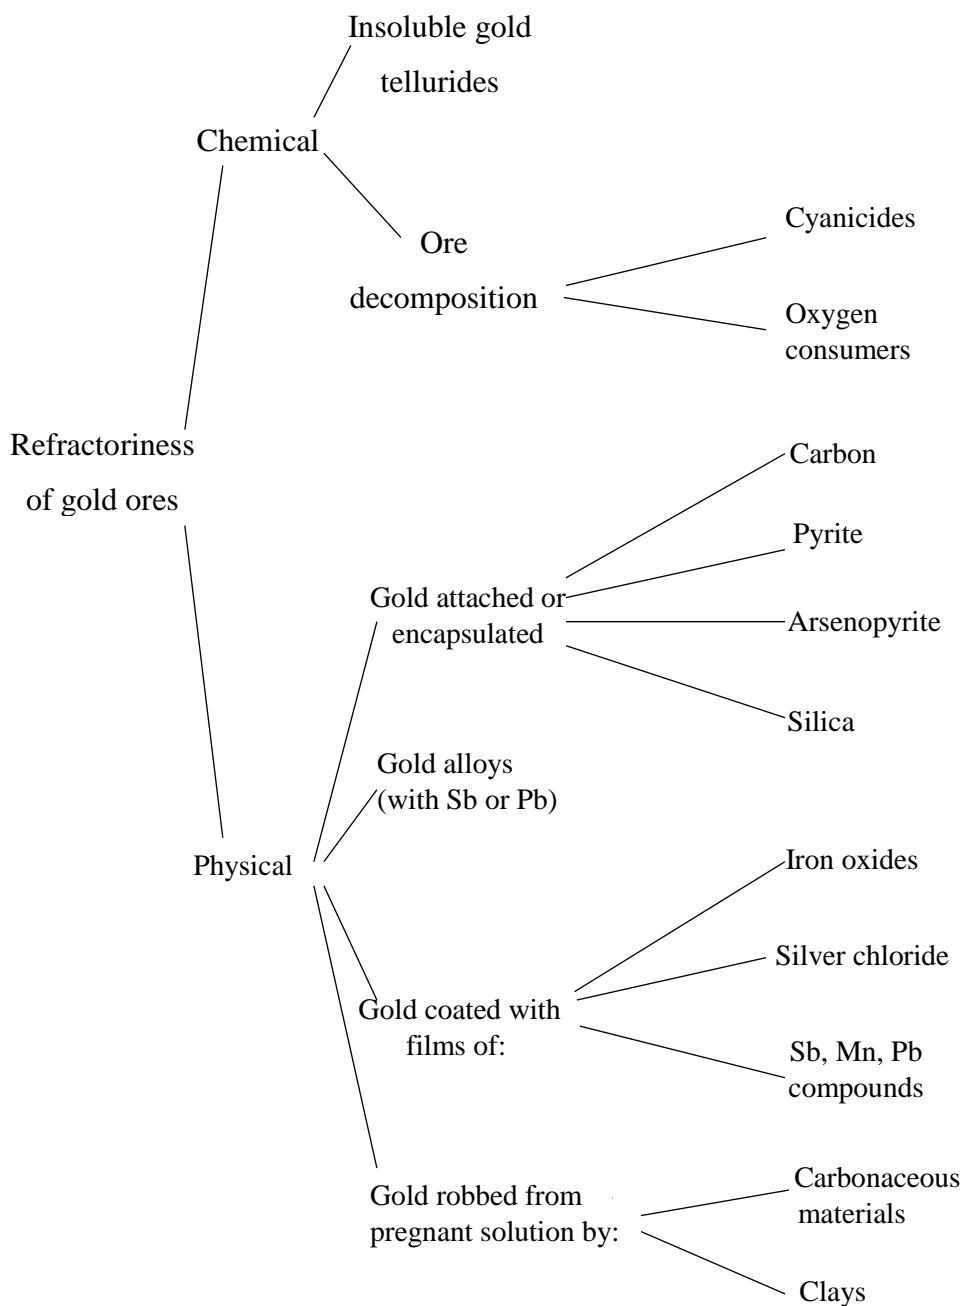 Insoluble gold
tellurides
Chemical
Ore
decomposition
Cyanicides
Oxygen
consumers
Refractoriness
of gold ores
Carbon
Pyrite
Gold attached or
encapsulated
Arsenopyrite
Silica
Gold alloys
(with Sb or Pb)
Physical
Iron oxides
Silver chloride
Gold coated with
films of:
Sb, Mn, Pb
compounds
Gold robbed from
pregnant solution by:
Carbonaceous
materials
Clays